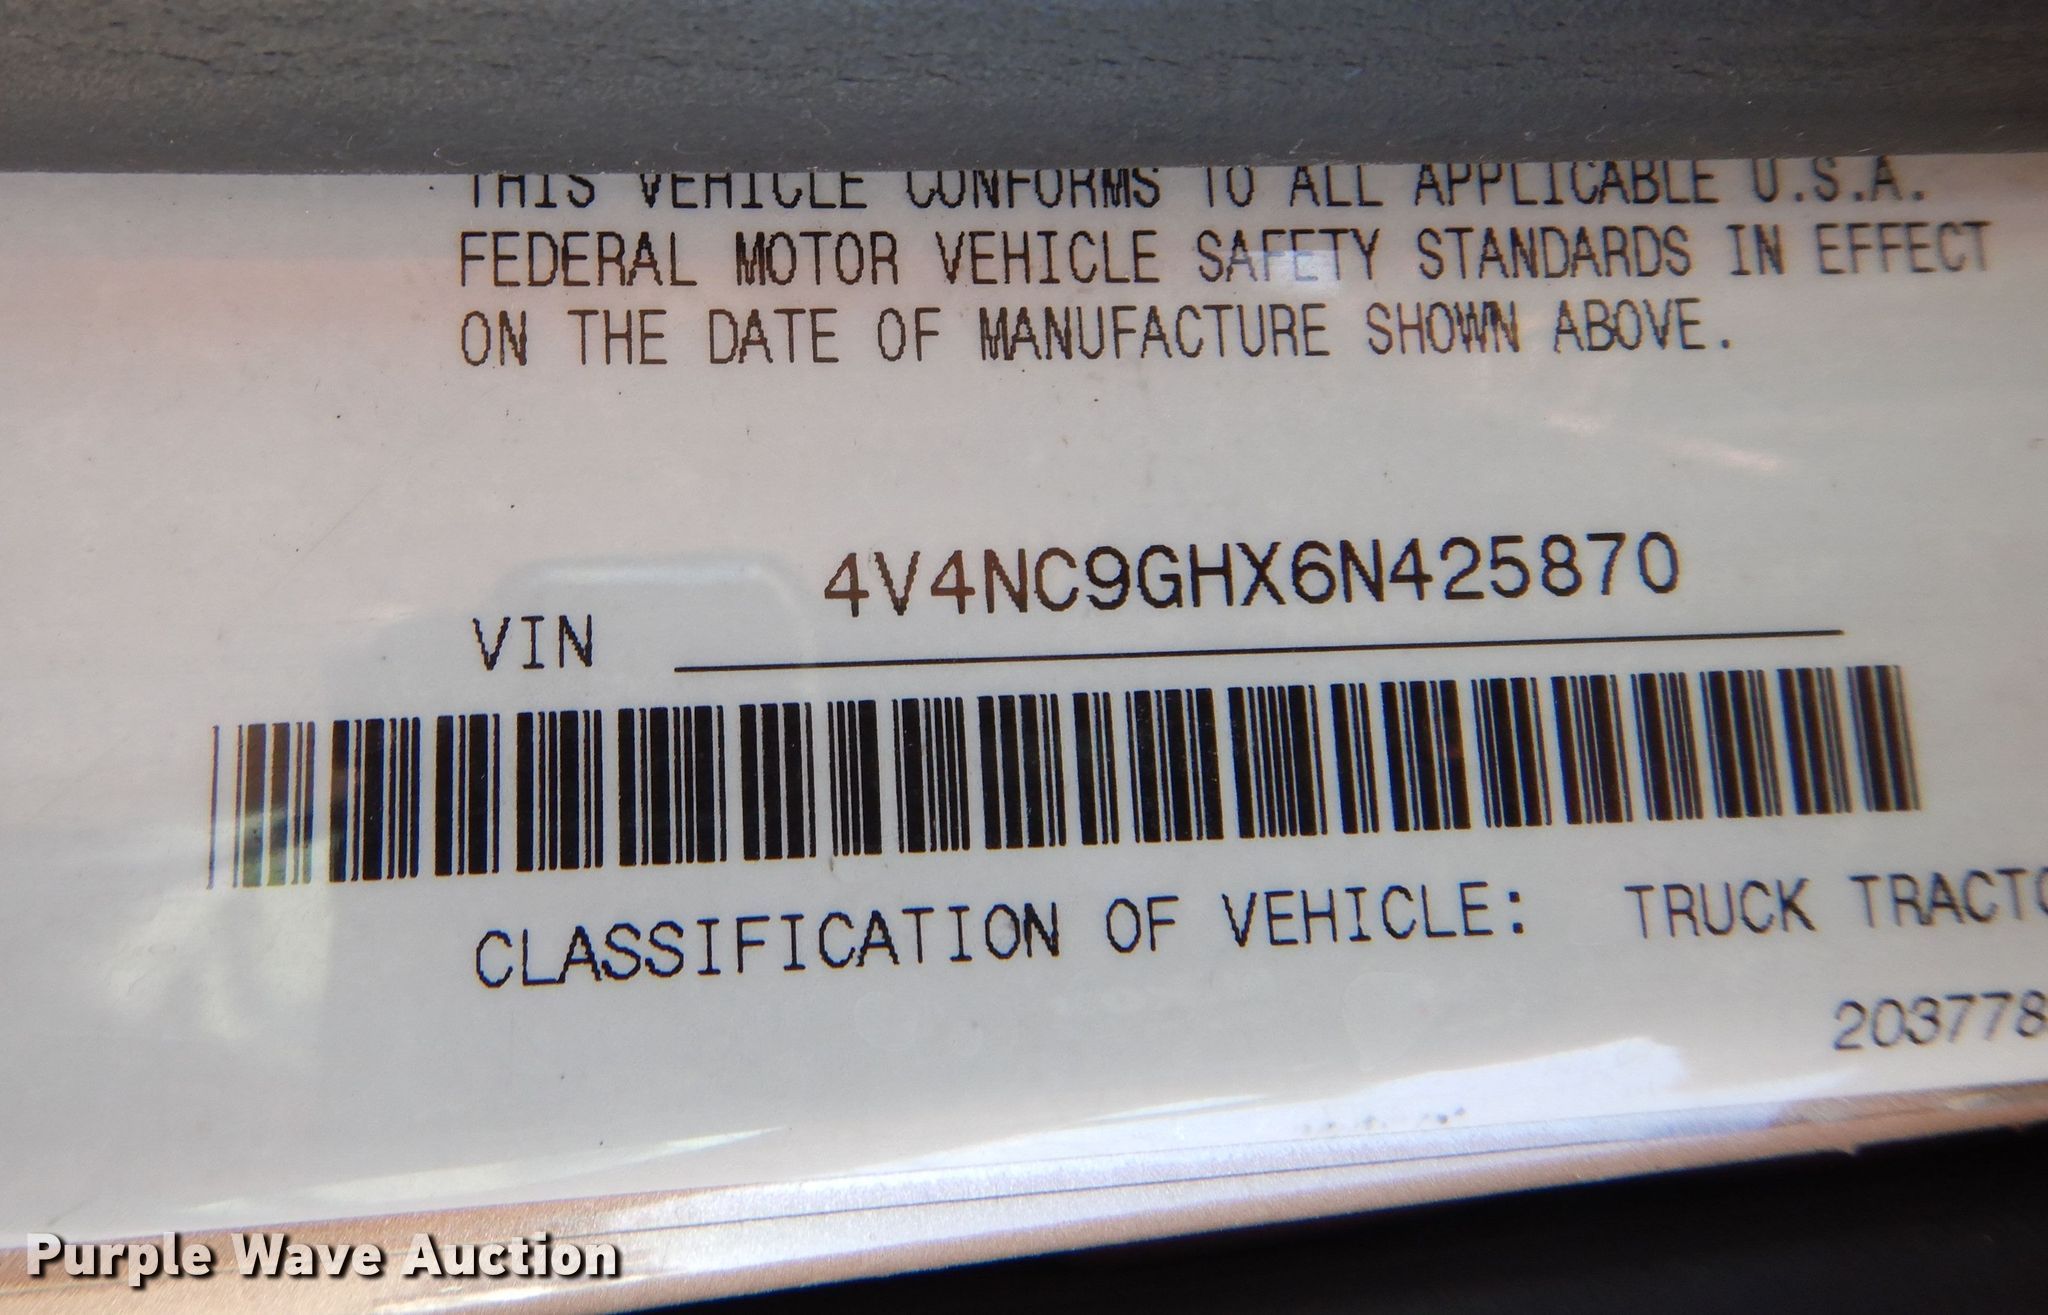 THIS VEHICLE CONFORMS TO ALL APPLICABLE U.S.A.
FEDERAL MOTOR VEHICLE SAFETY STANDARDS IN EFFECT
ON THE DATE OF MANUFACTURE SHOWN ABOVE.
VIN 4V4NC9GHX6N425870
CLASSIFICATION OF VEHICLE: TRUCK TRACTO
203778
Purple Wave Auction